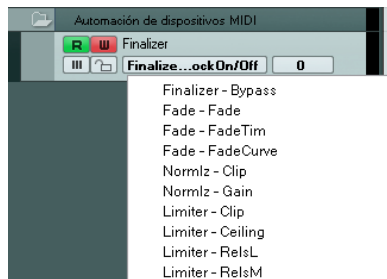 Automación de dispositivos MIDI
R W Finalizer
Finalize...ockOn/Off 0
Finalizer - Bypass
Fade - Fade
Fade - FadeTim
Fade - FadeCurve
Normlz - Clip
Normlz - Gain
Limiter - Clip
Limiter - Ceiling
Limiter - RelsL
Limiter - RelsM